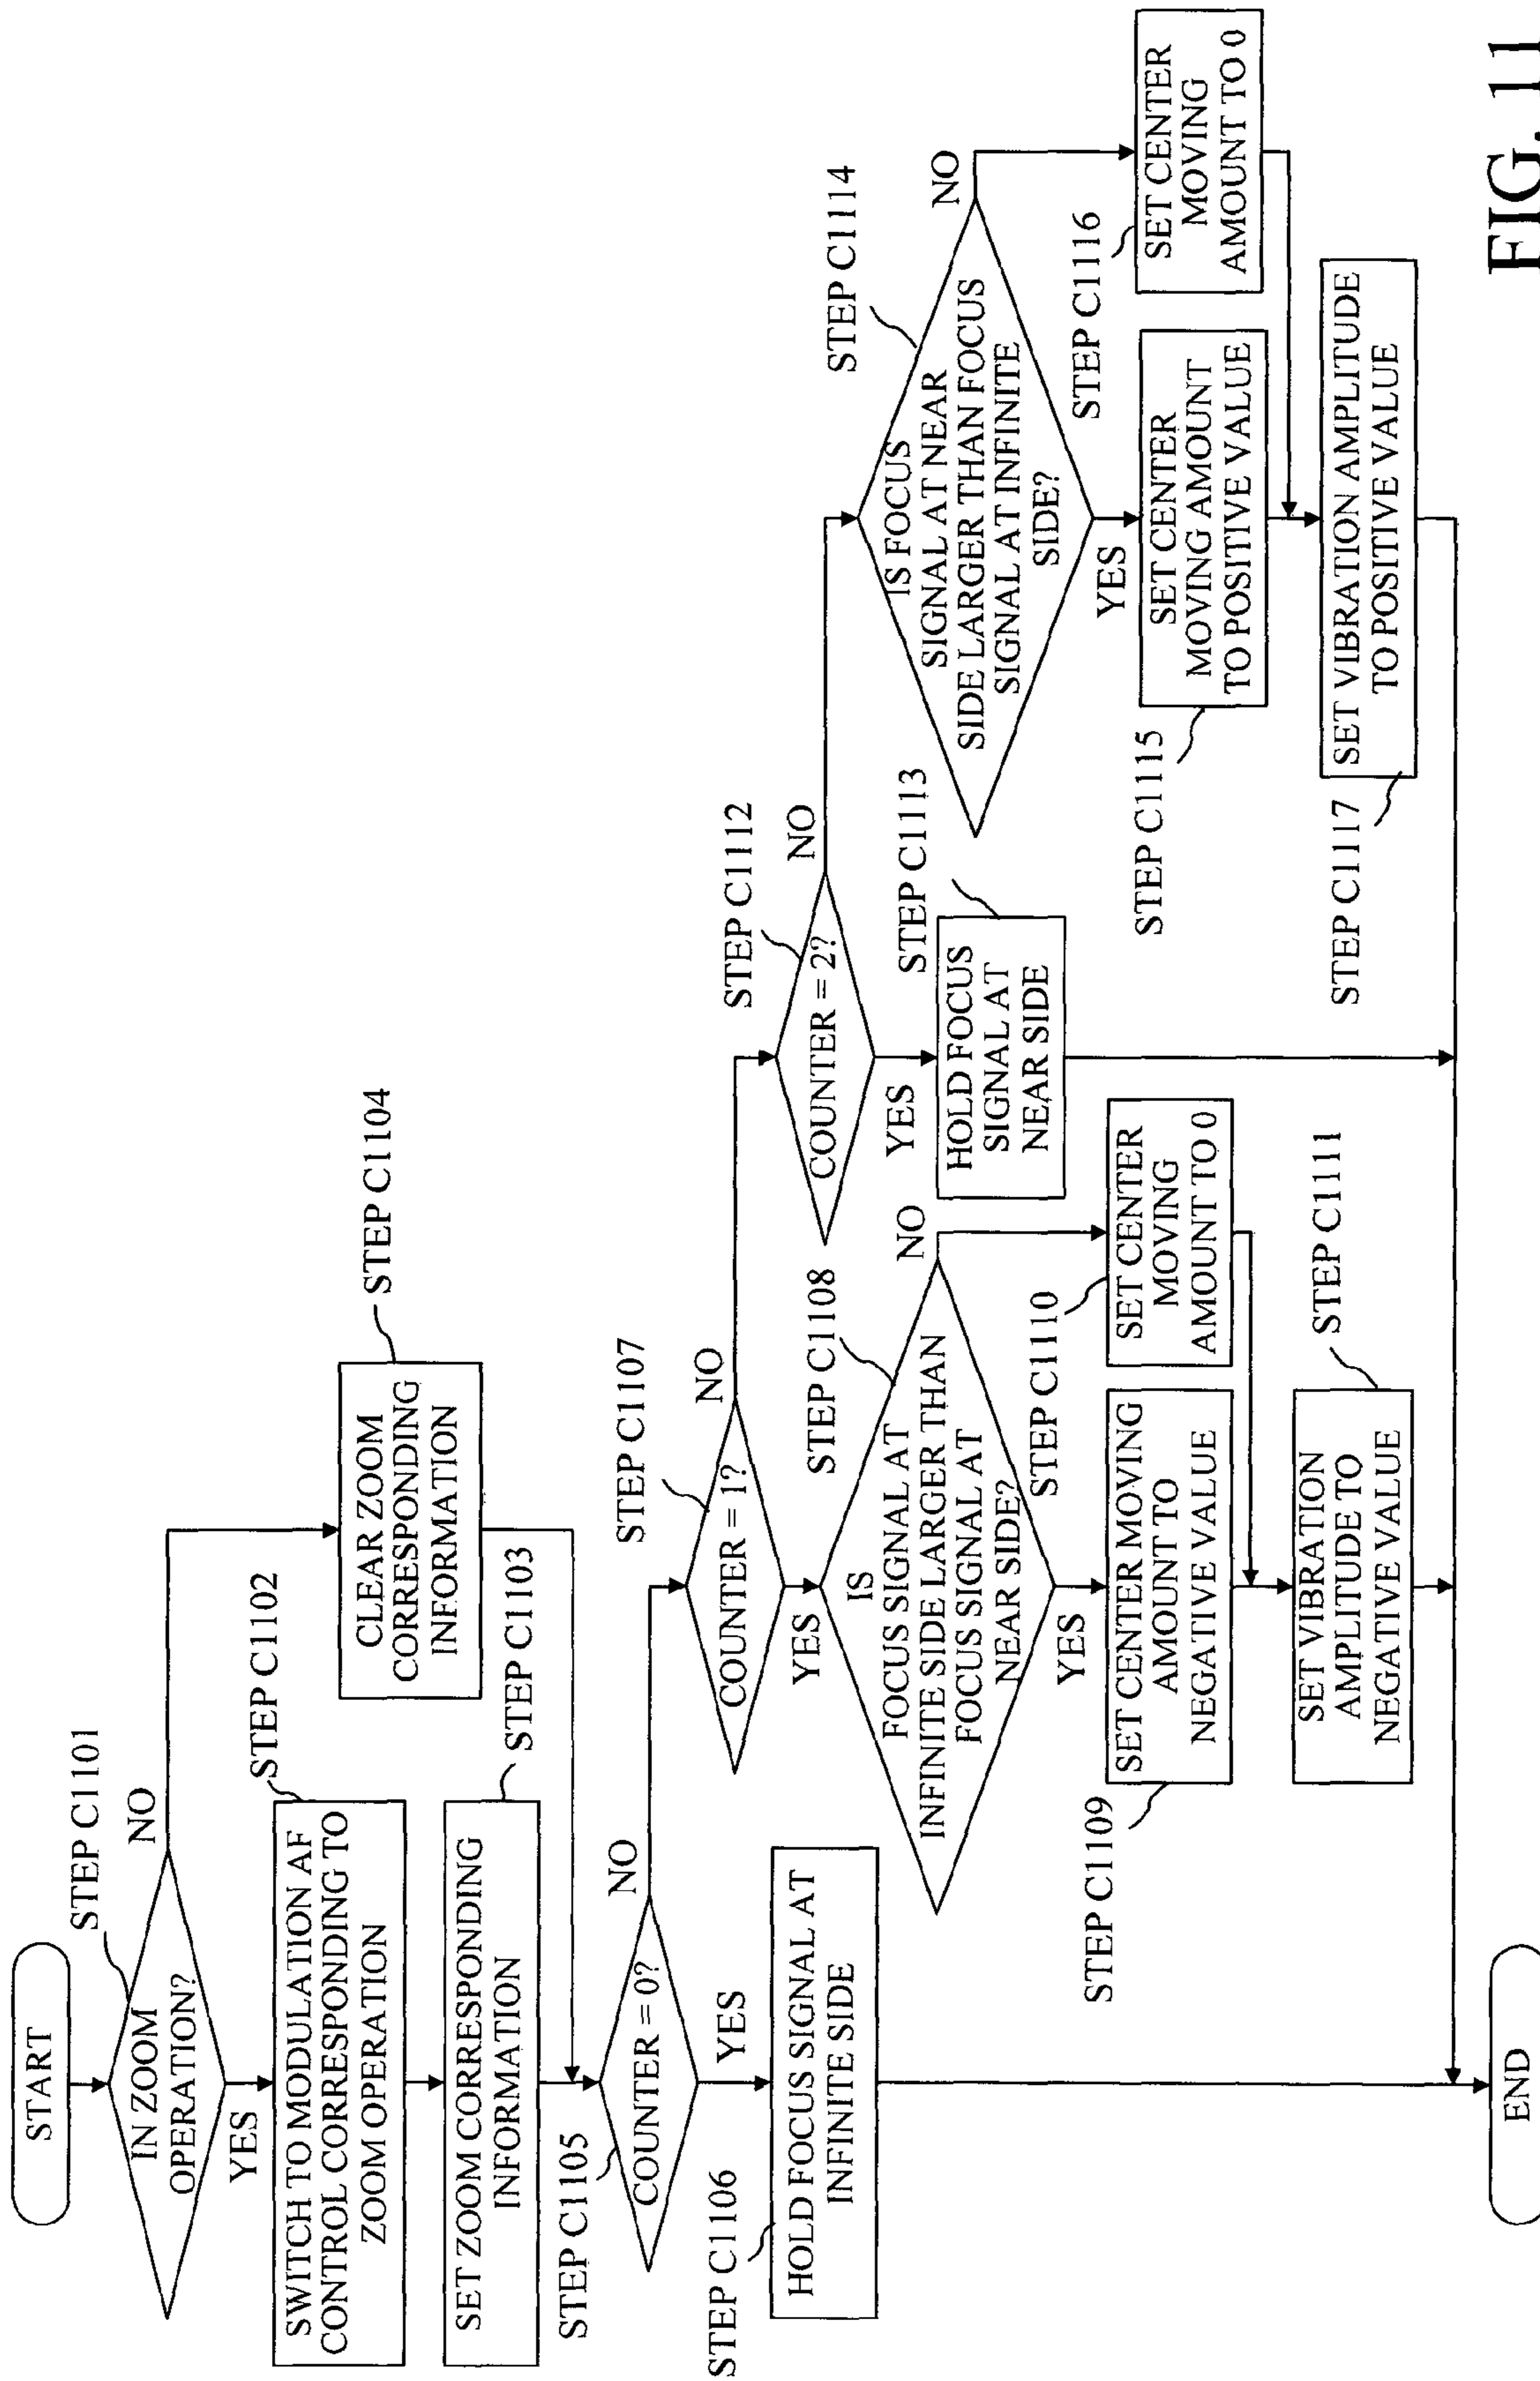 START
STEP C1101
IN ZOOM
OPERATION?
NO
YES
STEP C1102
SWITCH TO MODULATION AF
CONTROL CORRESPONDING TO
ZOOM OPERATION
STEP C1103
SET ZOOM CORRESPONDING
INFORMATION
STEP C1104
CLEAR ZOOM
CORRESPONDING
INFORMATION
STEP C1105
COUNTER = 0?
NO
YES
STEP C1106
HOLD FOCUS SIGNAL AT
INFINITE SIDE
STEP C1107
COUNTER = 1?
NO
YES
STEP C1108
IS
FOCUS SIGNAL AT
INFINITE SIDE LARGER THAN
FOCUS SIGNAL AT
NEAR SIDE?
NO
YES
STEP C1109
SET CENTER MOVING
AMOUNT TO
NEGATIVE VALUE
STEP C1110
SET CENTER
MOVING
AMOUNT TO 0
STEP C1111
SET VIBRATION
AMPLITUDE TO
NEGATIVE VALUE
STEP C1112
COUNTER = 2?
NO
YES
STEP C1113
HOLD FOCUS
SIGNAL AT
NEAR SIDE
STEP C1114
IS FOCUS
SIGNAL AT NEAR
SIDE LARGER THAN FOCUS
SIGNAL AT INFINITE
SIDE?
NO
YES
STEP C1115
SET CENTER
MOVING AMOUNT
TO POSITIVE VALUE
STEP C1116
SET CENTER
MOVING
AMOUNT TO 0
STEP C1117
SET VIBRATION AMPLITUDE
TO POSITIVE VALUE
END
FIG. 11